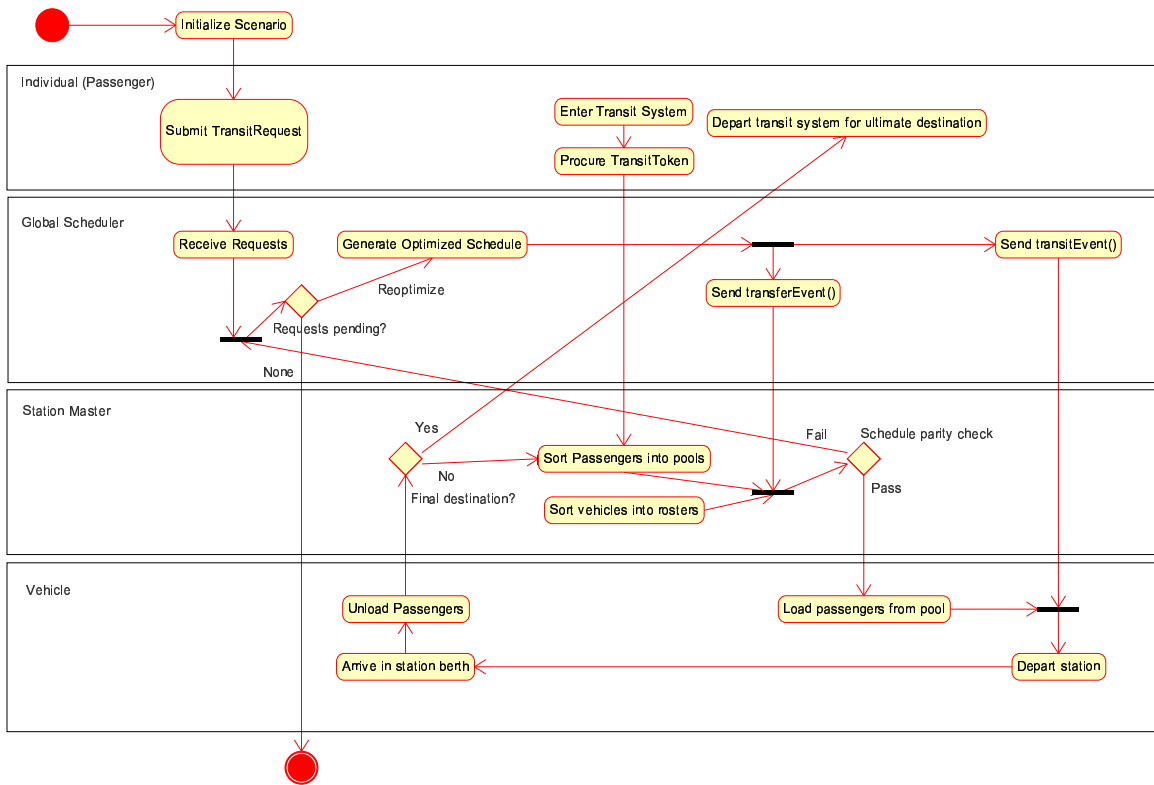 Initialize Scenario
Individual (Passenger)
Submit TransitRequest
Enter Transit System
Depart transit system for ultimate destination
Procure TransitToken
Global Scheduler
Receive Requests
Generate Optimized Schedule
Send transitEvent()
Reoptimize
Send transferEvent()
Requests pending?
None
Station Master
Yes
Fail
Schedule parity check
Sort Passengers into pools
No
Final destination?
Pass
Sort vehicles into rosters
Vehicle
Unload Passengers
Load passengers from pool
Arrive in station berth
Depart station